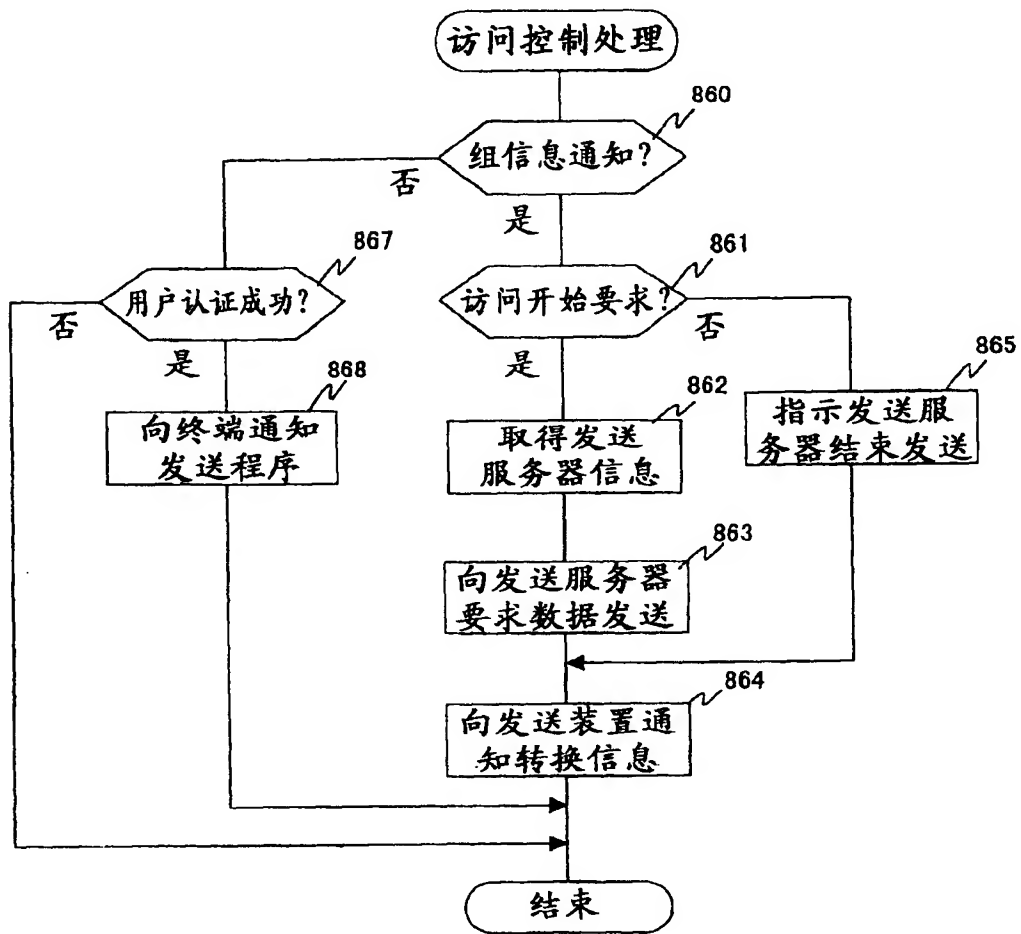 访问控制处理
860
组信息通知?
否
是
867
861
用户认证成功?
访问开始要求?
否
是
是
否
868
862
865
向终端通知
发送程序
取得发送
服务器信息
指示发送服
务器结束发送
863
向发送服务器
要求数据发送
864
向发送装置通
知转换信息
结束